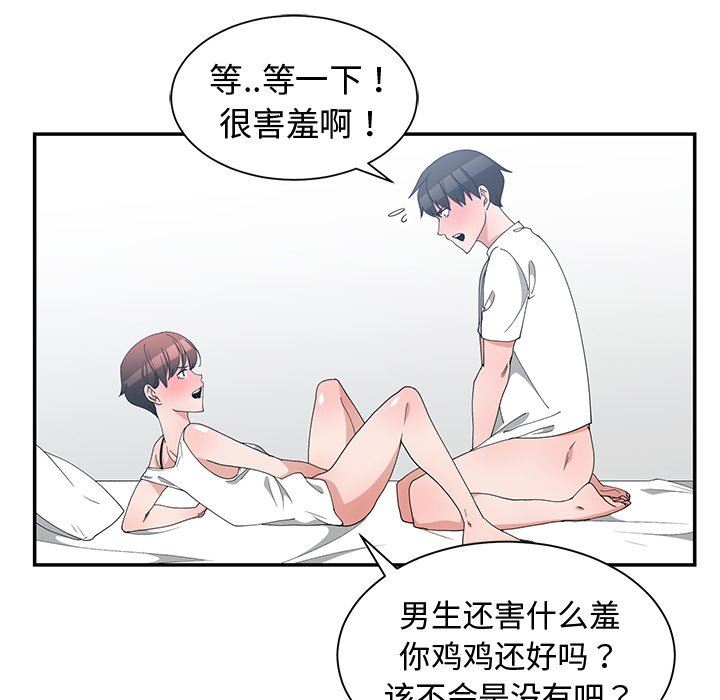 等..等一下！
很害羞啊！
男生还害什么羞
你鸡鸡还好吗？
该不会是没有吧？